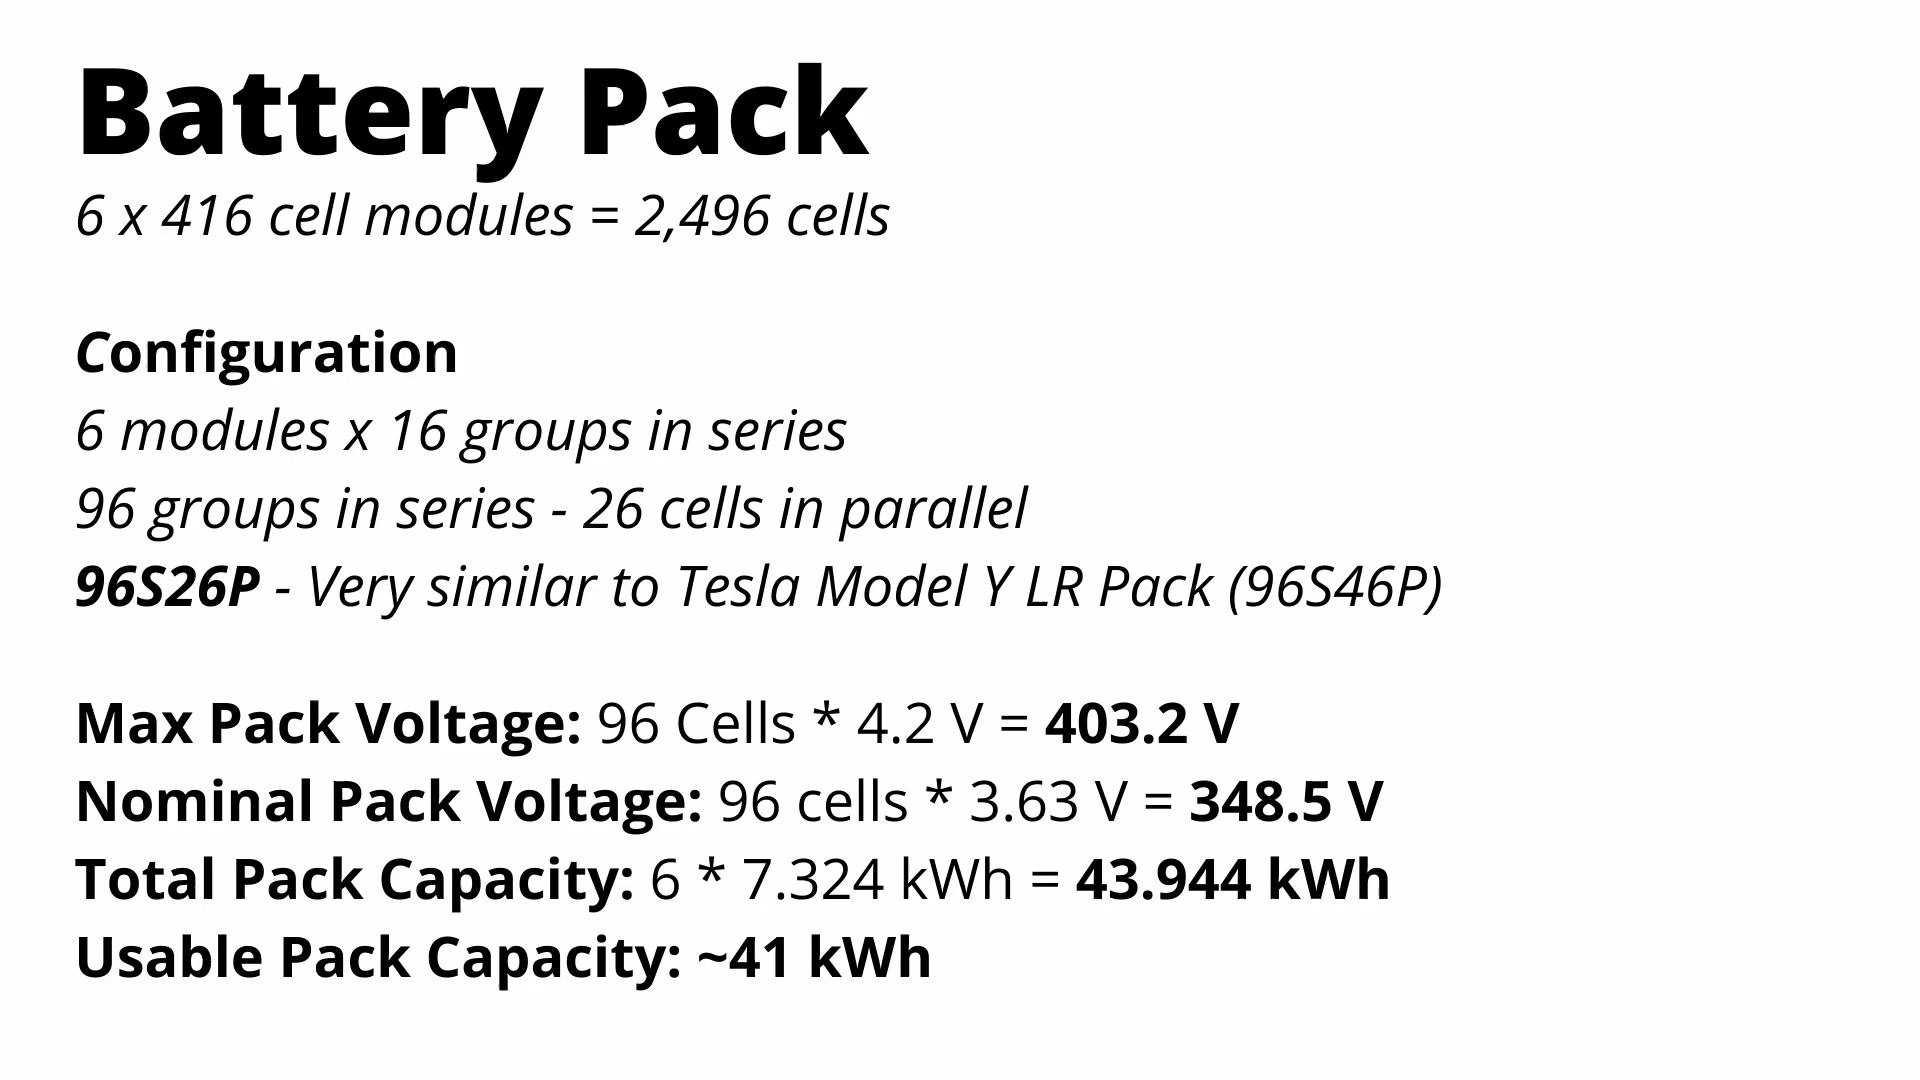 Battery Pack
6 x 416 cell modules = 2,496 cells
Configuration
6 modules x 16 groups in series
96 groups in series - 26 cells in parallel
96S26P - Very similar to Tesla Model Y LR Pack (96S46P)
Max Pack Voltage: 96 Cells * 4.2 V = 403.2 V
Nominal Pack Voltage: 96 cells * 3.63 V = 348.5 V
Total Pack Capacity: 6 * 7.324 kWh = 43.944 kWh
Usable Pack Capacity: ~41 kWh